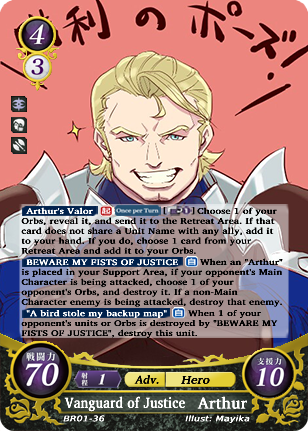 勝利のポーズ!!
4
3
Arthur's Valor Once per Turn Choose 1 of your
Orbs, reveal it, and send it to the Retreat Area. If that
card does not share a Unit Name with any ally, add it
to your hand. If you do, choose 1 card from your
Retreat Area and add it to your Orbs.
BEWARE MY FISTS OF JUSTICE When an "Arthur"
is placed in your Support Area, if your opponent's Main
Character is being attacked, choose 1 of your
opponent's Orbs, and destroy it. If a non-Main
Character enemy is being attacked, destroy that enemy.
"A bird stole my backup map" When 1 of your
opponent's units or Orbs is destroyed by "BEWARE MY
FISTS OF JUSTICE", destroy this unit.
戦闘力
70
射程 1
Adv. Hero
支援力
10
Vanguard of Justice Arthur
BR01-36 Illust: Mayika